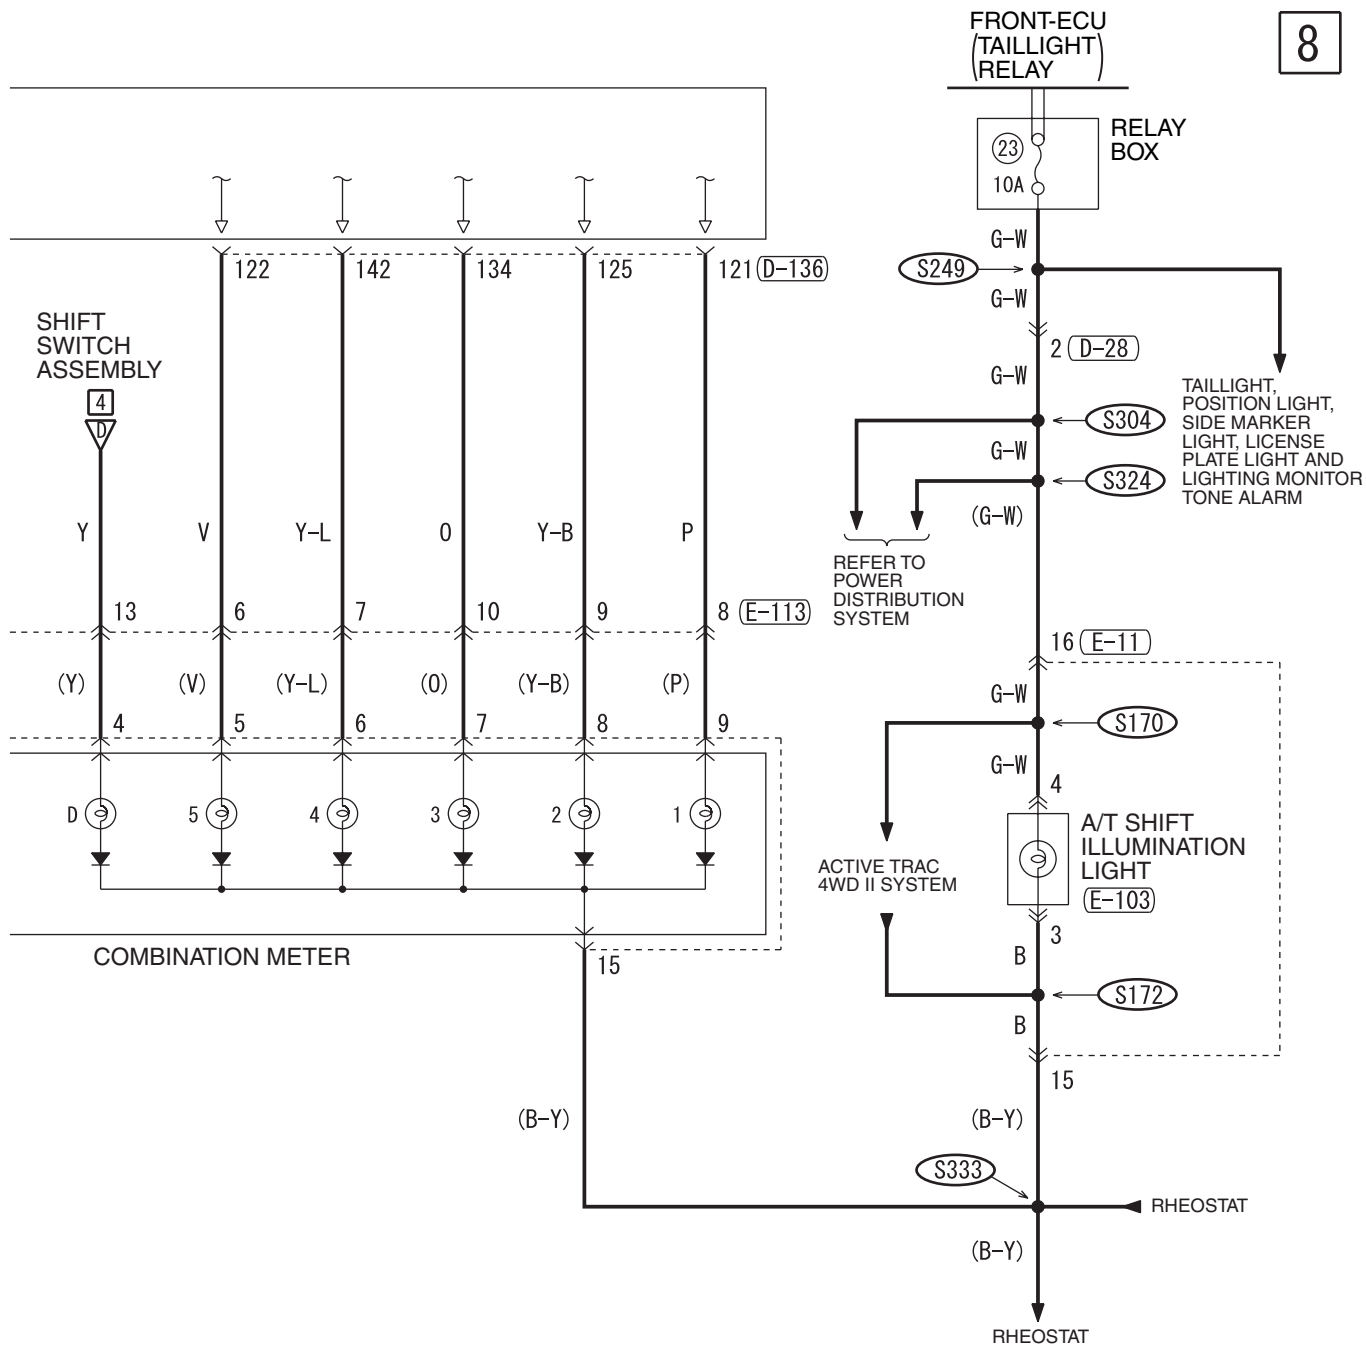 FRONT-ECU
(TAILLIGHT
RELAY)
8
RELAY
BOX
23
10A
G-W
S249
122
142
134
125
121 D-136
G-W
SHIFT
SWITCH
ASSEMBLY
4
D
2 D-28
G-W
TAILLIGHT,
POSITION LIGHT,
SIDE MARKER
LIGHT, LICENSE
PLATE LIGHT AND
LIGHTING MONITOR
TONE ALARM
S304
G-W
S324
(G-W)
Y
V
Y-L
O
Y-B
P
REFER TO
POWER
DISTRIBUTION
SYSTEM
13
6
7
10
9
8 E-113
16 E-11
(Y)
(V)
(Y-L)
(O)
(Y-B)
(P)
G-W
4
5
6
7
8
9
S170
G-W
4
D
5
4
3
2
1
A/T SHIFT
ILLUMINATION
LIGHT
E-103
ACTIVE TRAC
4WD II SYSTEM
3
COMBINATION METER
15
B
S172
B
15
(B-Y)
(B-Y)
S333
RHEOSTAT
(B-Y)
RHEOSTAT